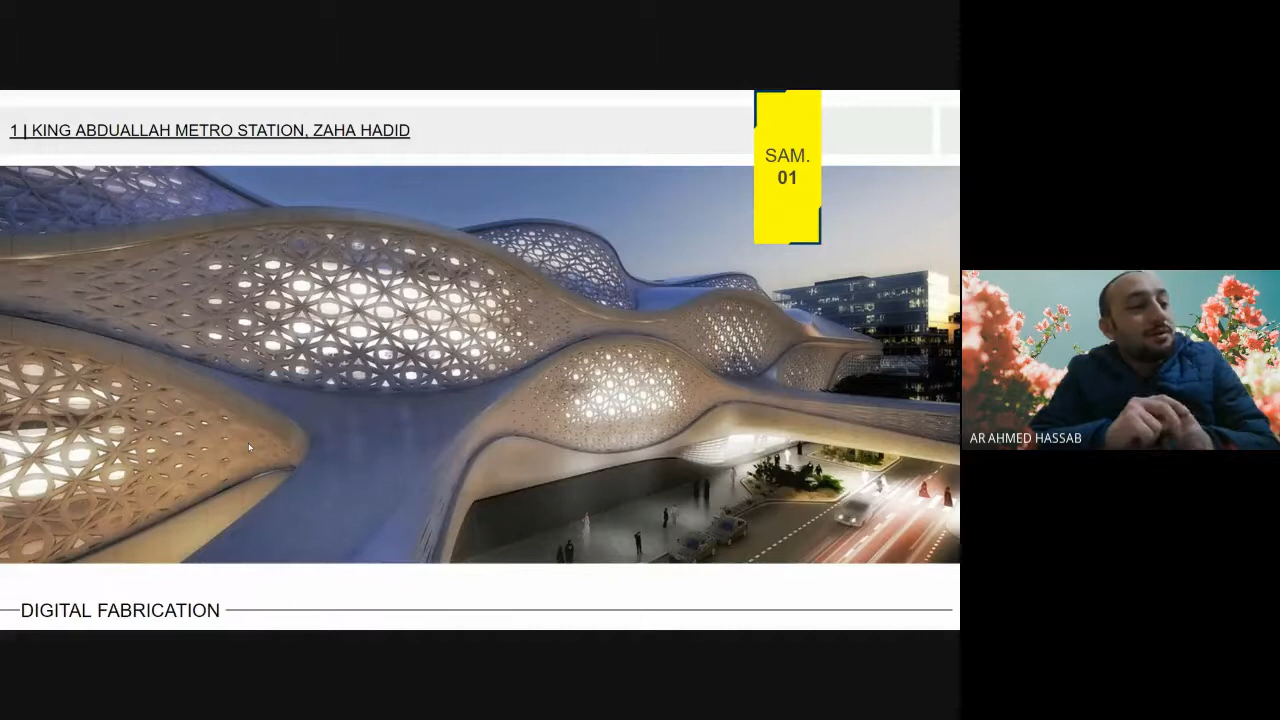 1 | KING ABDUALLAH METRO STATION, ZAHA HADID
SAM.
01
AR AHMED HASSAB
DIGITAL FABRICATION